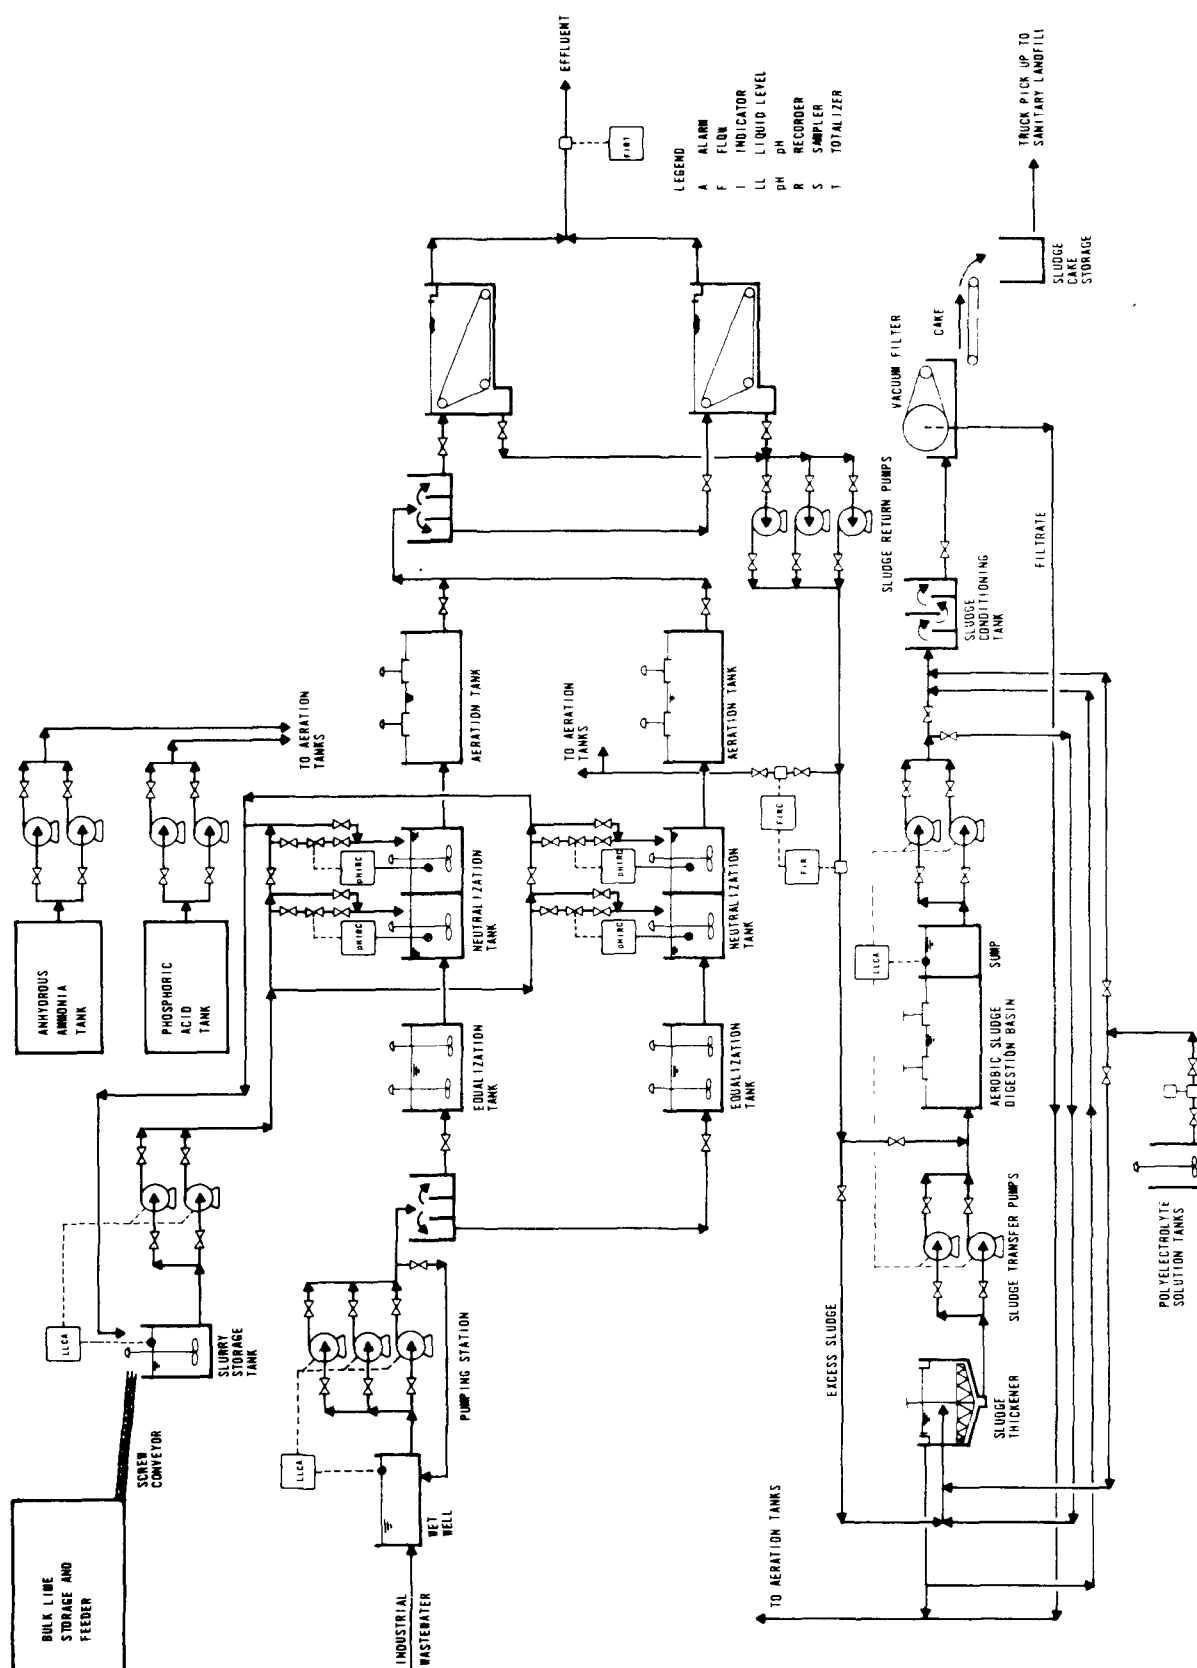 BULK LIME
STORAGE AND
FEEDER
SCREW
CONVEYOR
LLCA
SLURRY
STORAGE
TANK
ANHYDROUS
AMMONIA
TANK
PHOSPHORIC
ACID
TANK
TO AERATION
TANKS
INDUSTRIAL
WASTEWATER
WET
WELL
LLCA
PUMPING STATION
EQUALIZATION
TANK
pHIRC
pHIRC
NEUTRALIZATION
TANK
AERATION TANK
EQUALIZATION
TANK
pHIRC
pHIRC
NEUTRALIZATION
TANK
AERATION TANK
TO AERATION
TANKS
FIRC
FIR
EFFLUENT
FIRT
LEGEND
A ALARM
F FLOW
I INDICATOR
LL LIQUID LEVEL
pH pH
R RECORDER
S SAMPLER
T TOTALIZER
SLUDGE RETURN PUMPS
EXCESS SLUDGE
TO AERATION TANKS
SLUDGE
THICKENER
SLUDGE TRANSFER PUMPS
LLCA
AEROBIC SLUDGE
DIGESTION BASIN
SUMP
SLUDGE
CONDITIONING
TANK
VACUUM FILTER
CAKE
FILTRATE
SLUDGE
CAKE
STORAGE
TRUCK PICK UP TO
SANITARY LANDFILL
POLYELECTROLYTE
SOLUTION TANKS